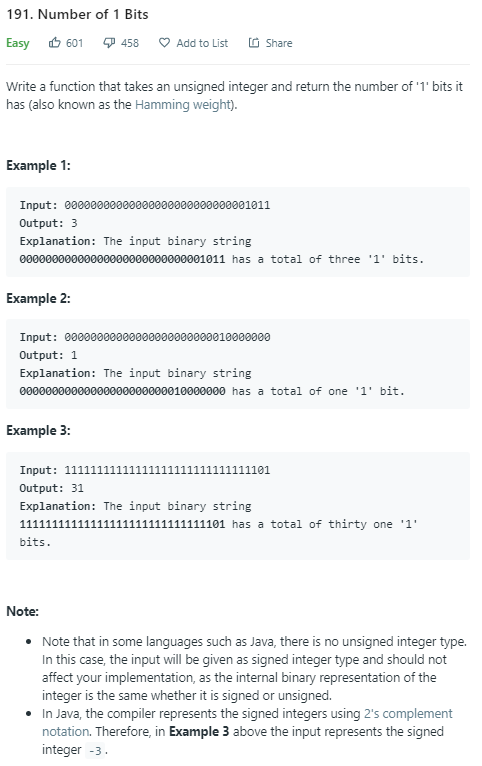 191. Number of 1 Bits
Easy 601 458 Add to List Share
Write a function that takes an unsigned integer and return the number of '1' bits it
has (also known as the Hamming weight).
Example 1:
Input: 00000000000000000000000000001011
Output: 3
Explanation: The input binary string
00000000000000000000000000001011 has a total of three '1' bits.
Example 2:
Input: 00000000000000000000000010000000
Output: 1
Explanation: The input binary string
00000000000000000000000010000000 has a total of one '1' bit.
Example 3:
Input: 11111111111111111111111111111101
Output: 31
Explanation: The input binary string
11111111111111111111111111111101 has a total of thirty one '1'
bits.
Note:
• Note that in some languages such as Java, there is no unsigned integer type.
In this case, the input will be given as signed integer type and should not
affect your implementation, as the internal binary representation of the
integer is the same whether it is signed or unsigned.
• In Java, the compiler represents the signed integers using 2's complement
notation. Therefore, in Example 3 above the input represents the signed
integer -3.